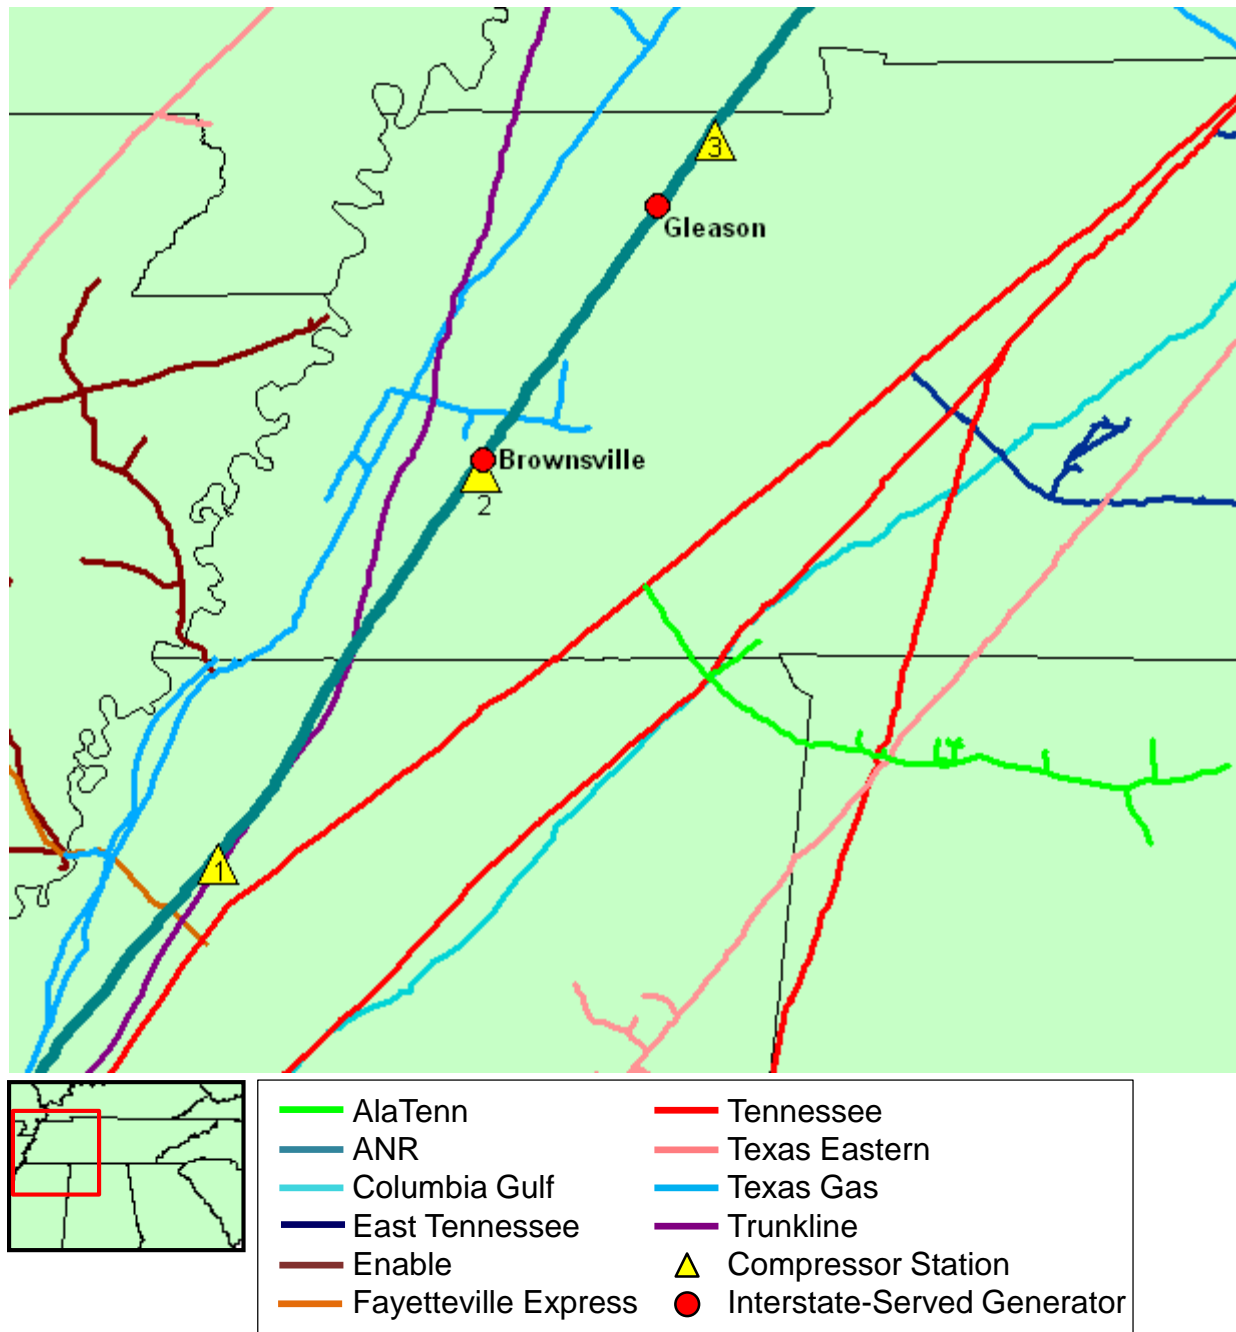 3
Gleason
Brownsville
2
1
AlaTenn
ANR
Columbia Gulf
East Tennessee
Enable
Fayetteville Express
Tennessee
Texas Eastern
Texas Gas
Trunkline
Compressor Station
Interstate-Served Generator